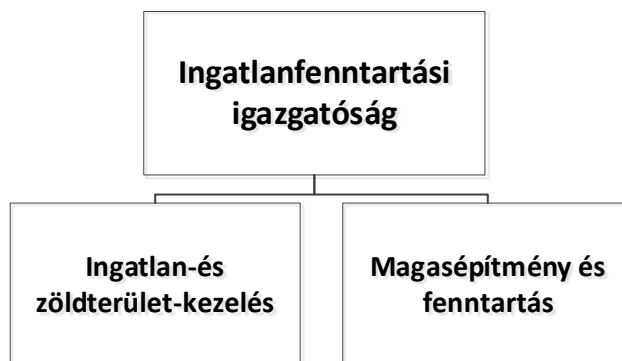 Ingatlanfenntartási
igazgatóság
Ingatlan-és
zöldterület-kezelés
Magasépítmény és
fenntartás